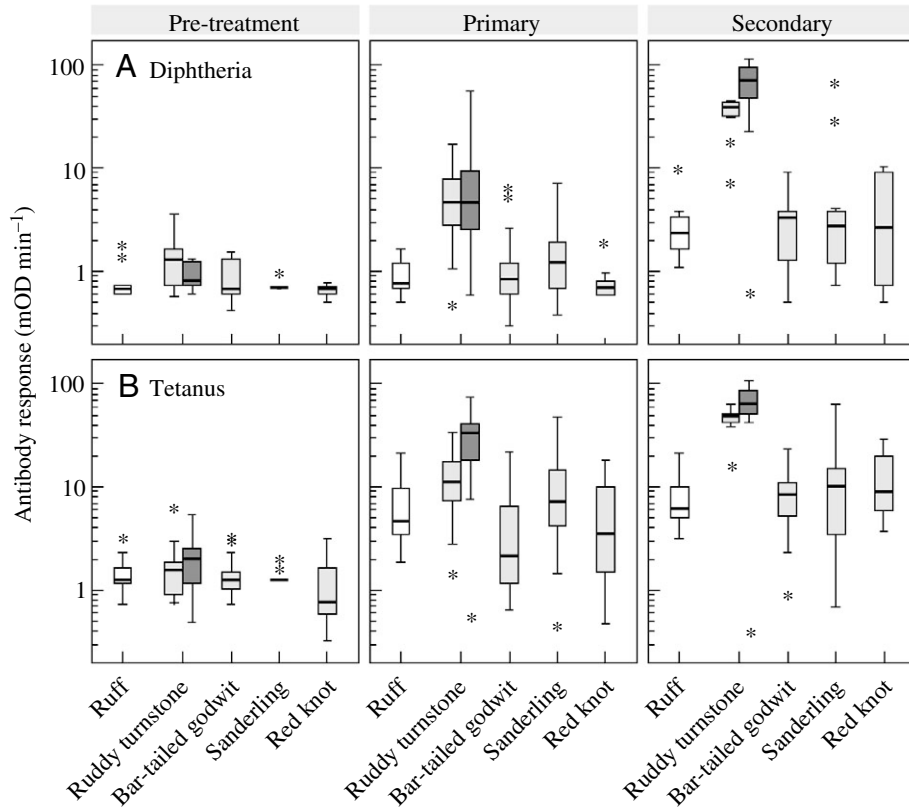 Pre-treatment Primary Secondary
A Diphtheria
100
10
1
B Tetanus
100
10
1
Antibody response (mOD min⁻¹)
Ruff Ruddy turnstone Bar-tailed godwit Sanderling Red knot
Ruff Ruddy turnstone Bar-tailed godwit Sanderling Red knot
Ruff Ruddy turnstone Bar-tailed godwit Sanderling Red knot